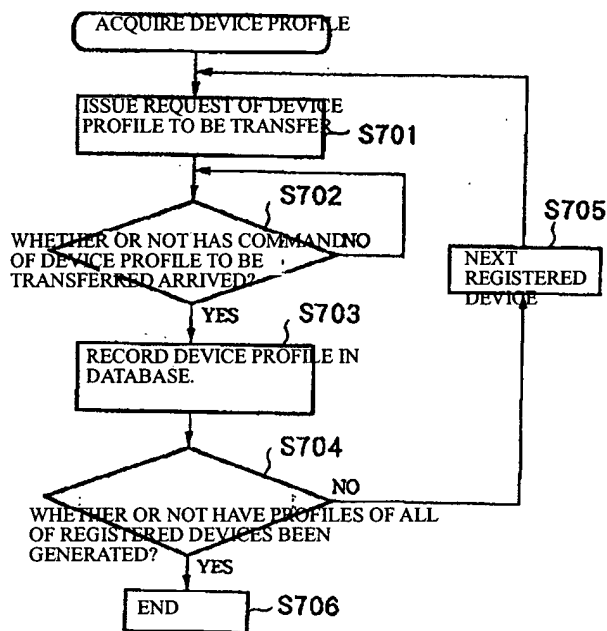 ACQUIRE DEVICE PROFILE
ISSUE REQUEST OF DEVICE
PROFILE TO BE TRANSFER
S701
S702
WHETHER OR NOT HAS COMMAND
NO
OF DEVICE PROFILE TO BE
TRANSFERRED ARRIVED?
S705
NEXT
REGISTERED
DEVICE
YES
S703
RECORD DEVICE PROFILE IN
DATABASE.
S704
NO
WHETHER OR NOT HAVE PROFILES OF ALL
OF REGISTERED DEVICES BEEN
GENERATED?
YES
END
S706